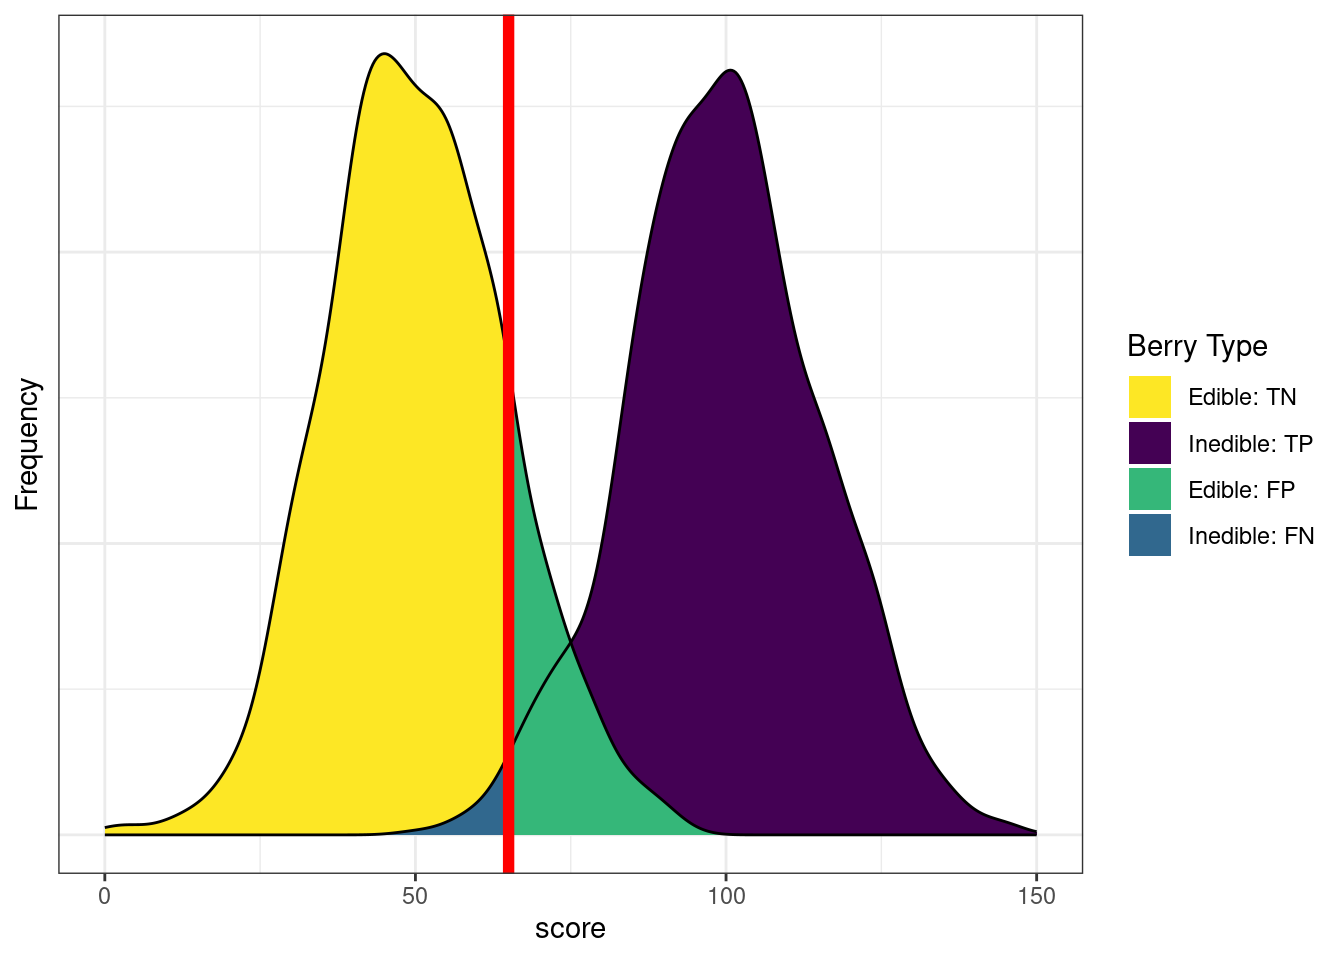 Frequency
0
50
100
150
score
Berry Type
Edible: TN
Inedible: TP
Edible: FP
Inedible: FN